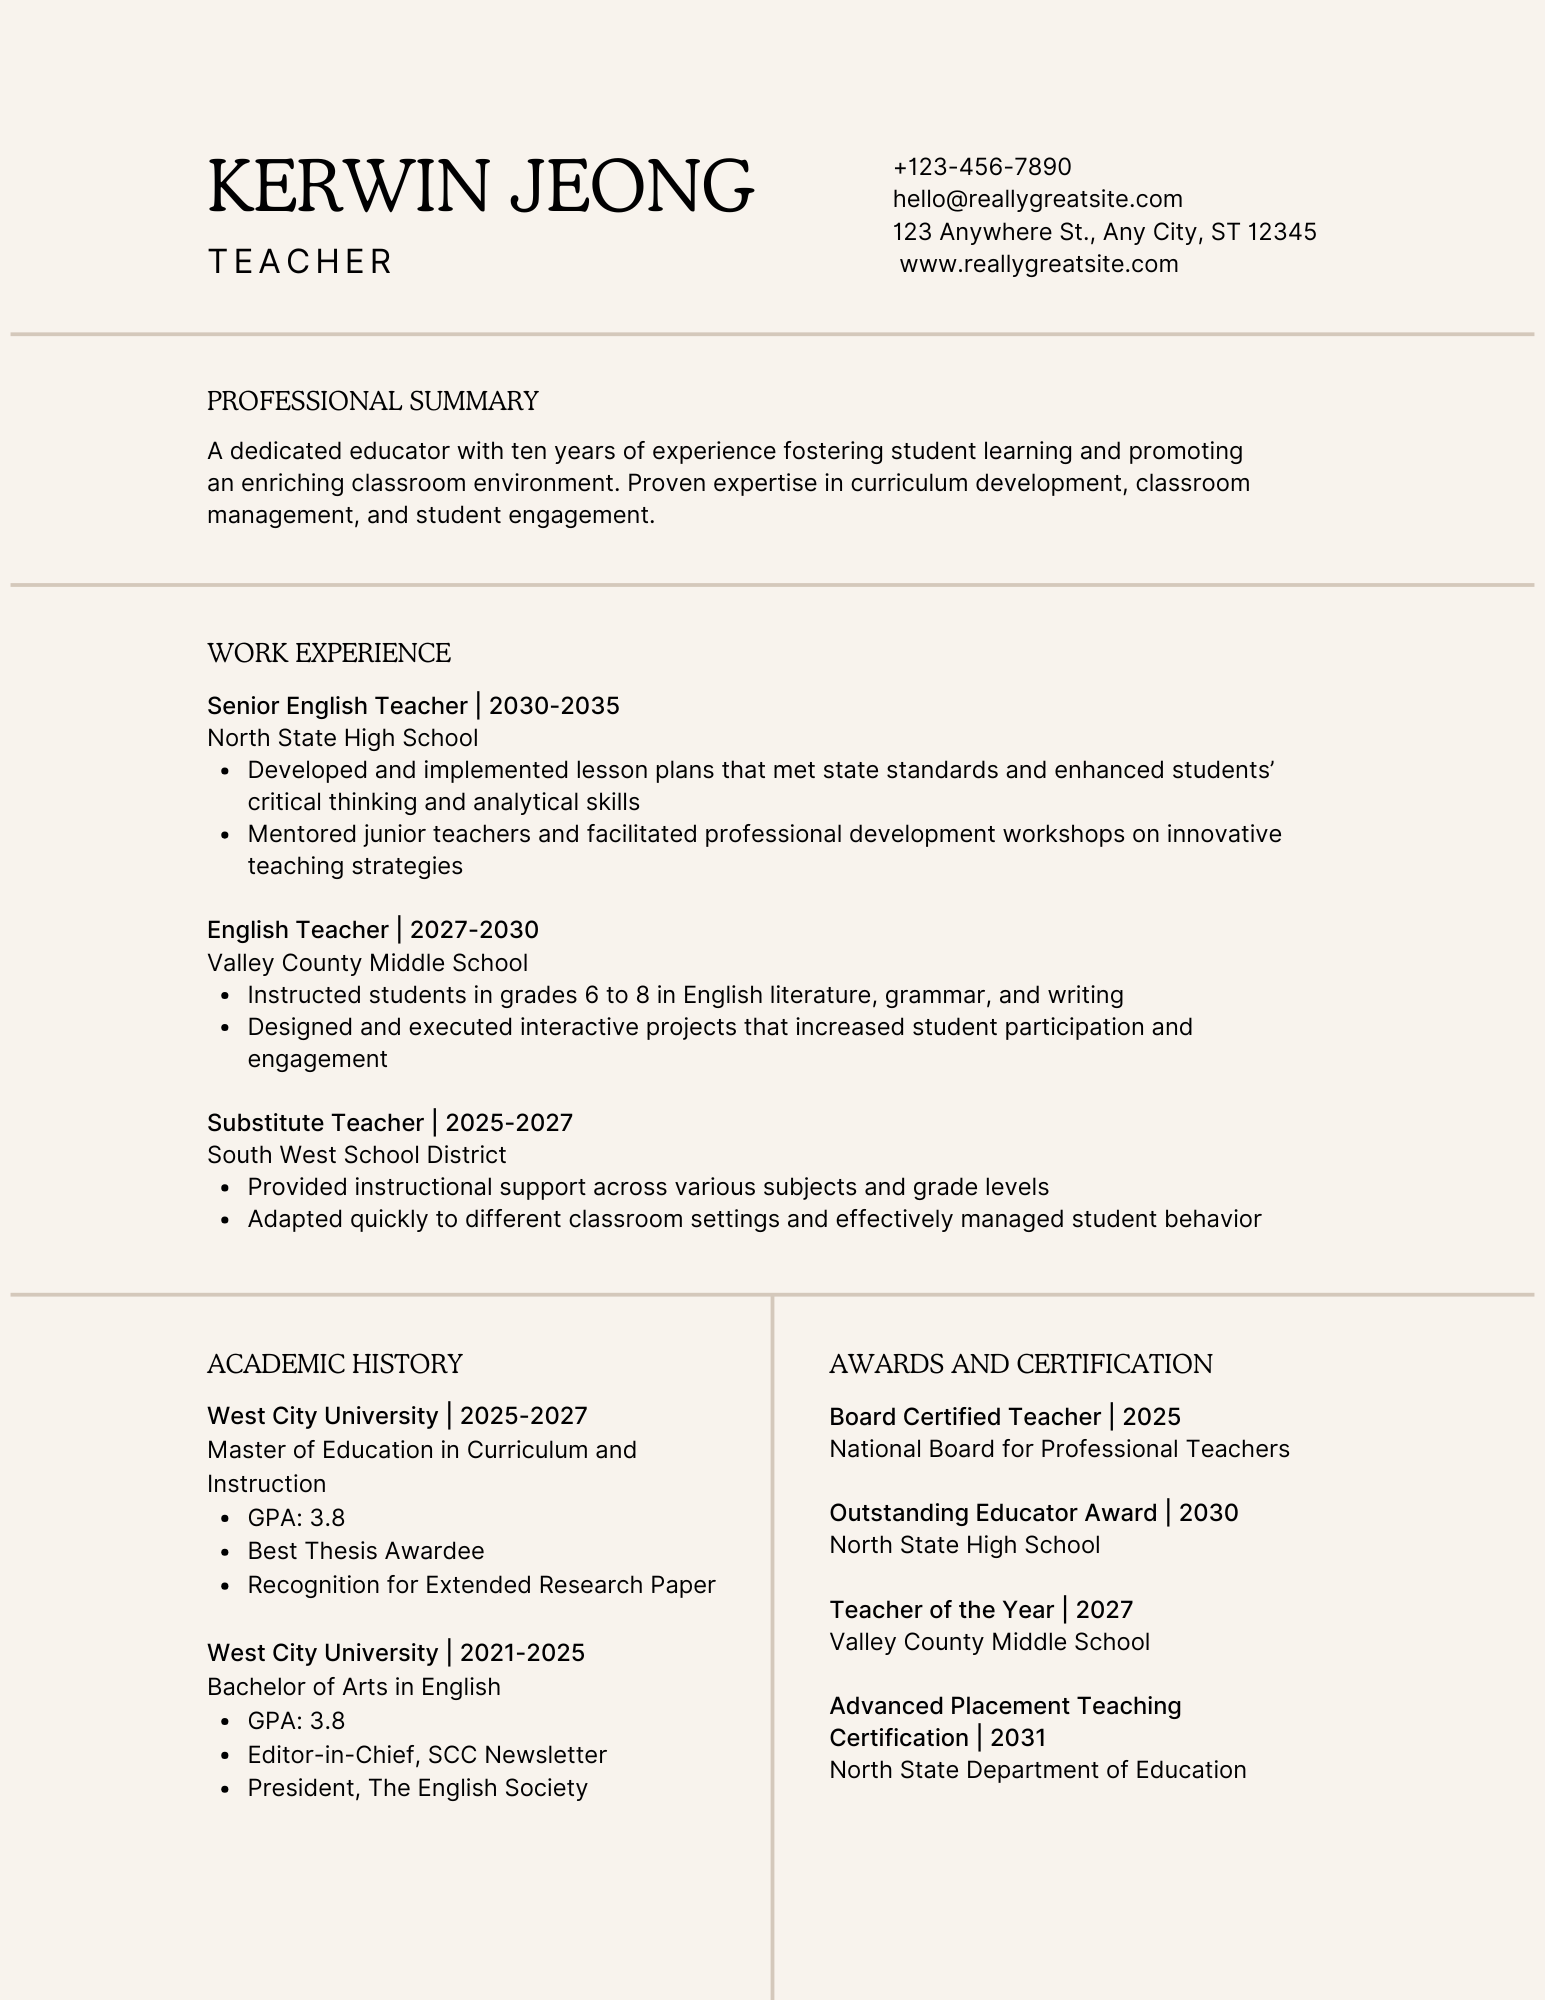 KERWIN JEONG
TEACHER
+123-456-7890
hello@reallygreatsite.com
123 Anywhere St., Any City, ST 12345
www.reallygreatsite.com
PROFESSIONAL SUMMARY
A dedicated educator with ten years of experience fostering student learning and promoting
an enriching classroom environment. Proven expertise in curriculum development, classroom
management, and student engagement.
WORK EXPERIENCE
Senior English Teacher | 2030-2035
North State High School
• Developed and implemented lesson plans that met state standards and enhanced students’
critical thinking and analytical skills
• Mentored junior teachers and facilitated professional development workshops on innovative
teaching strategies
English Teacher | 2027-2030
Valley County Middle School
• Instructed students in grades 6 to 8 in English literature, grammar, and writing
• Designed and executed interactive projects that increased student participation and
engagement
Substitute Teacher | 2025-2027
South West School District
• Provided instructional support across various subjects and grade levels
• Adapted quickly to different classroom settings and effectively managed student behavior
ACADEMIC HISTORY
West City University | 2025-2027
Master of Education in Curriculum and
Instruction
• GPA: 3.8
• Best Thesis Awardee
• Recognition for Extended Research Paper
West City University | 2021-2025
Bachelor of Arts in English
• GPA: 3.8
• Editor-in-Chief, SCC Newsletter
• President, The English Society
AWARDS AND CERTIFICATION
Board Certified Teacher | 2025
National Board for Professional Teachers
Outstanding Educator Award | 2030
North State High School
Teacher of the Year | 2027
Valley County Middle School
Advanced Placement Teaching
Certification | 2031
North State Department of Education